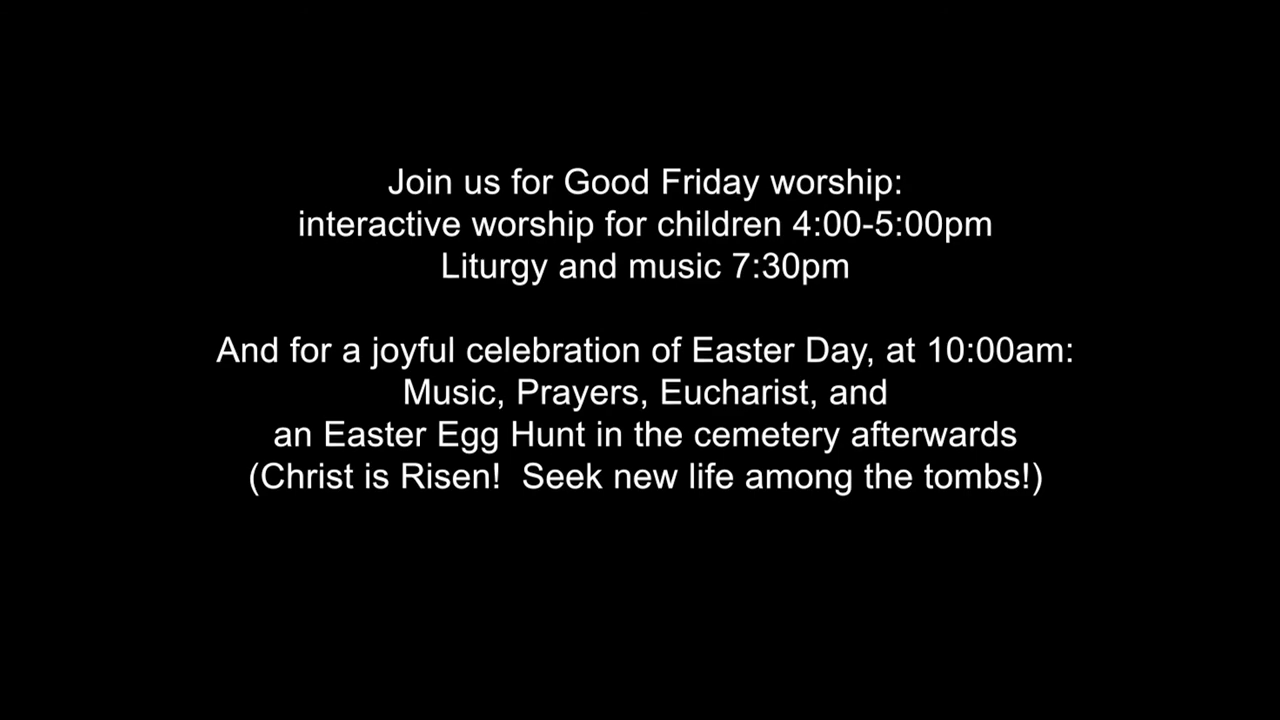 Join us for Good Friday worship:
interactive worship for children 4:00-5:00pm
Liturgy and music 7:30pm
And for a joyful celebration of Easter Day, at 10:00am:
Music, Prayers, Eucharist, and
an Easter Egg Hunt in the cemetery afterwards
(Christ is Risen!  Seek new life among the tombs!)